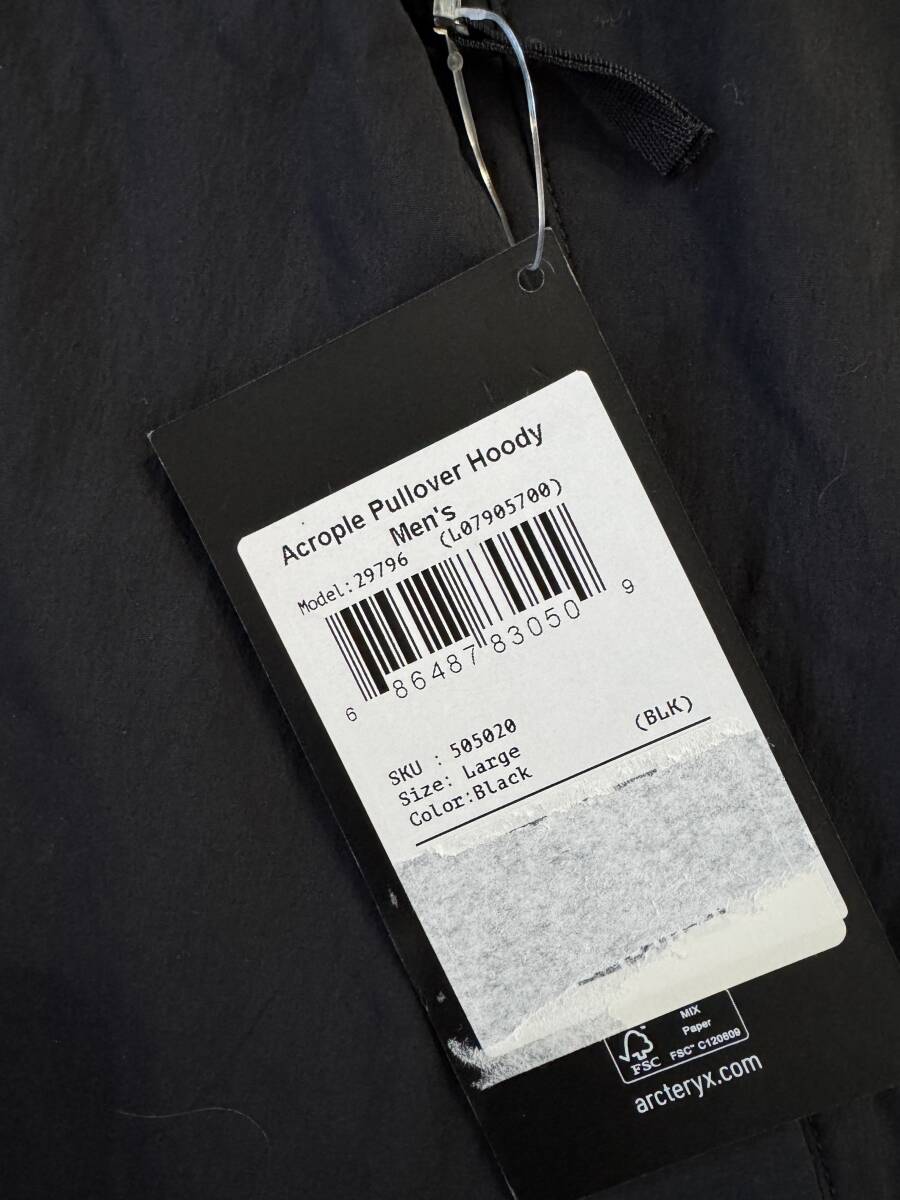 Acrople Pullover Hoody
Men's
Model:29796 (L07905700)
6 86487 83050 9
SKU : 505020 (BLK)
Size: Large
Color:Black
MIX
Paper
FSC FSC™ C120609
arcteryx.com